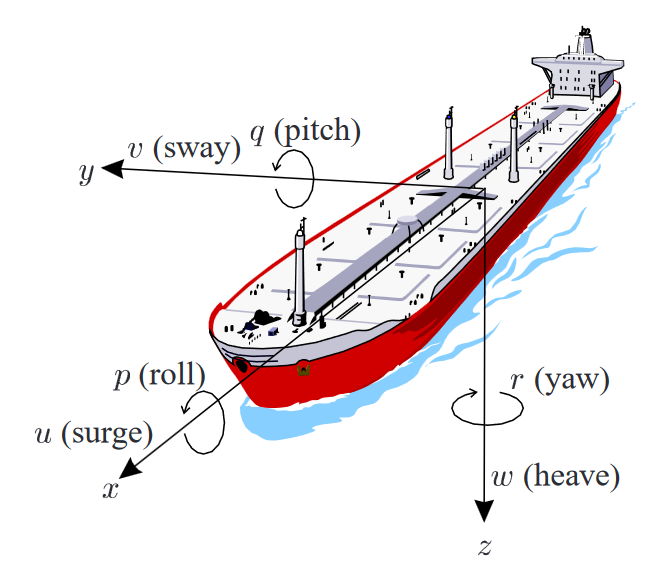 q (pitch)
v (sway)
y
p (roll)
r (yaw)
u (surge)
w (heave)
x
z